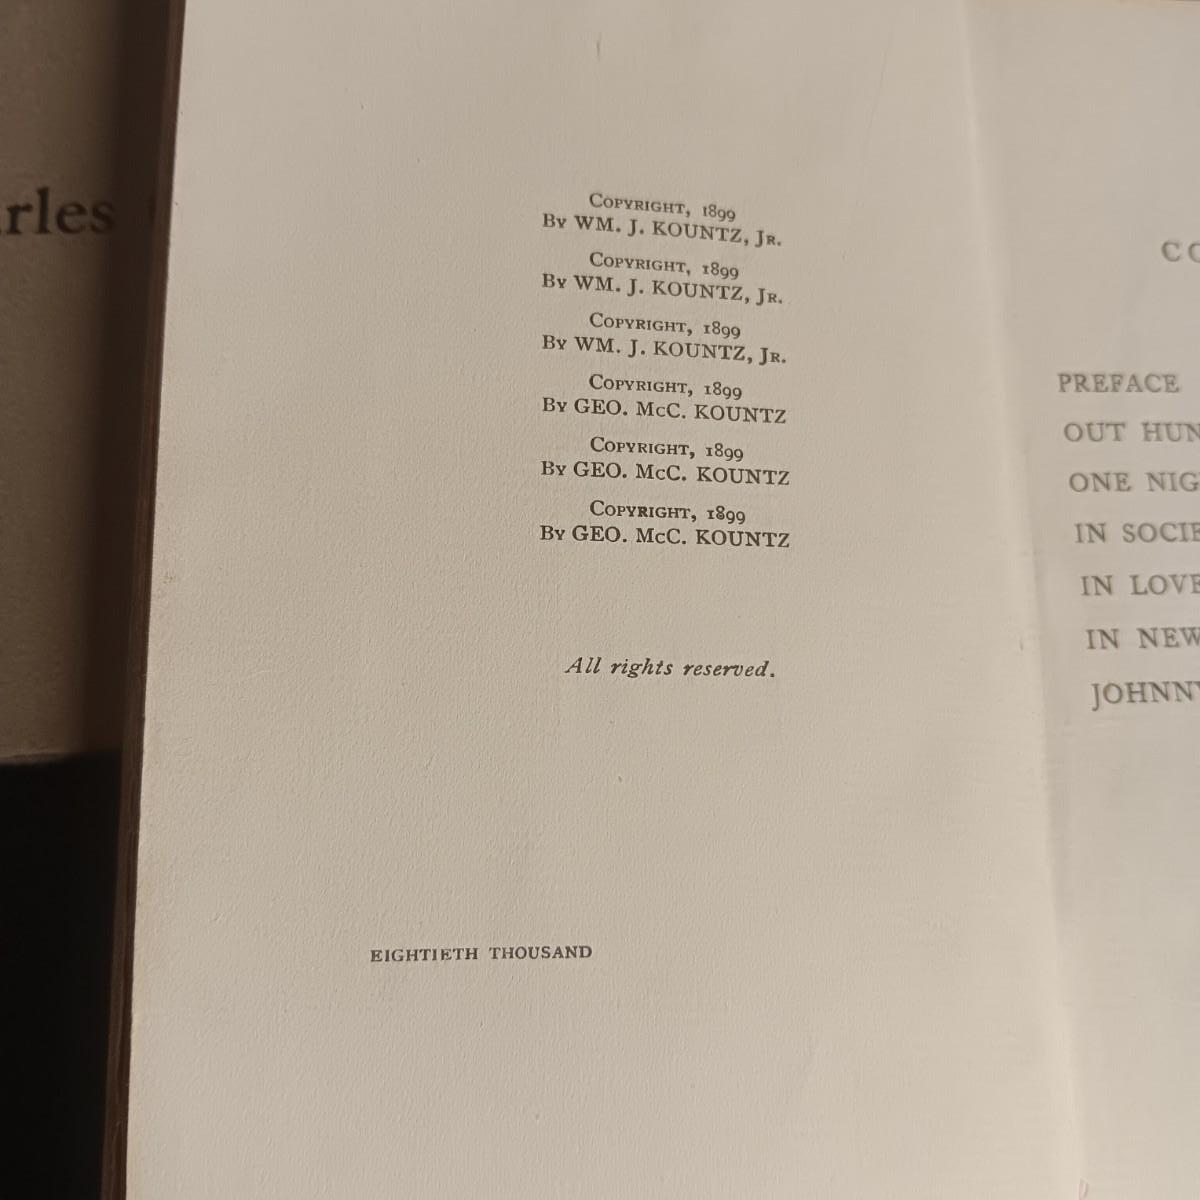 rles
Copyright, 1899
By WM. J. KOUNTZ, Jr.
Copyright, 1899
By WM. J. KOUNTZ, Jr.
Copyright, 1899
By WM. J. KOUNTZ, Jr.
Copyright, 1899
By GEO. McC. KOUNTZ
Copyright, 1899
By GEO. McC. KOUNTZ
Copyright, 1899
By GEO. McC. KOUNTZ
All rights reserved.
EIGHTIETH THOUSAND
CO
PREFACE
OUT HUN
ONE NIG
IN SOCIE
IN LOVE
IN NEW
JOHNNY